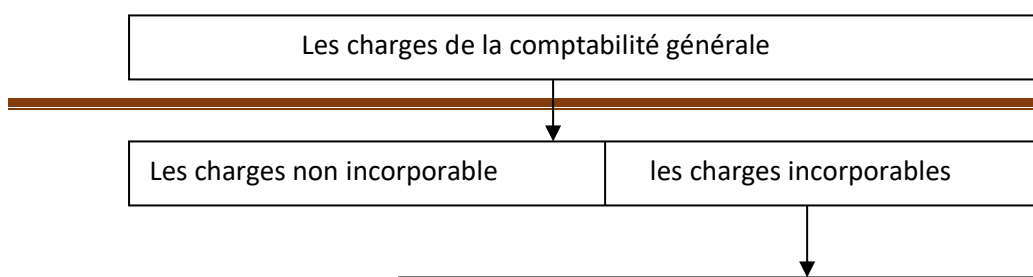 Les charges de la comptabilité générale
Les charges non incorporable les charges incorporables